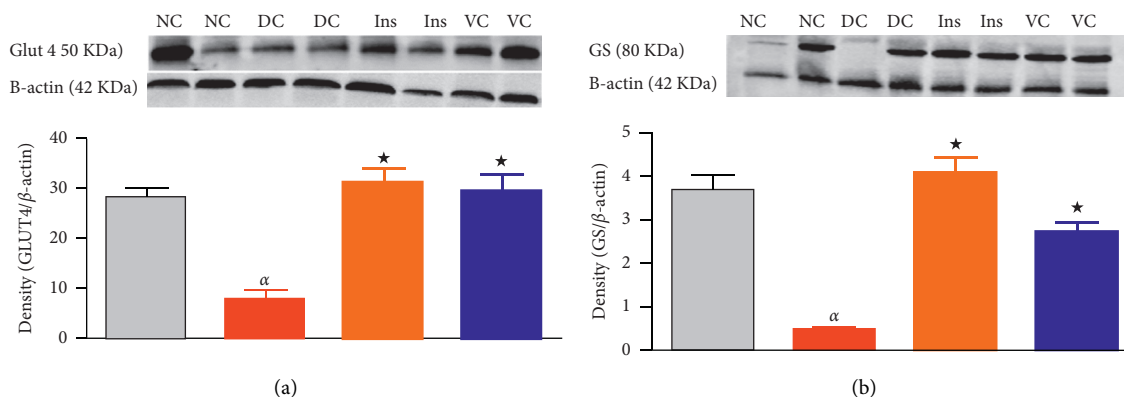 NC NC DC DC Ins Ins VC VC
Glut 4 50 KDa)
B-actin (42 KDa)
40
30
20
10
0
Density (GLUT4/β-actin)
α
★
★
(a)
NC NC DC DC Ins Ins VC VC
GS (80 KDa)
B-actin (42 KDa)
5
4
3
2
1
0
Density (GS/β-actin)
α
★
★
(b)